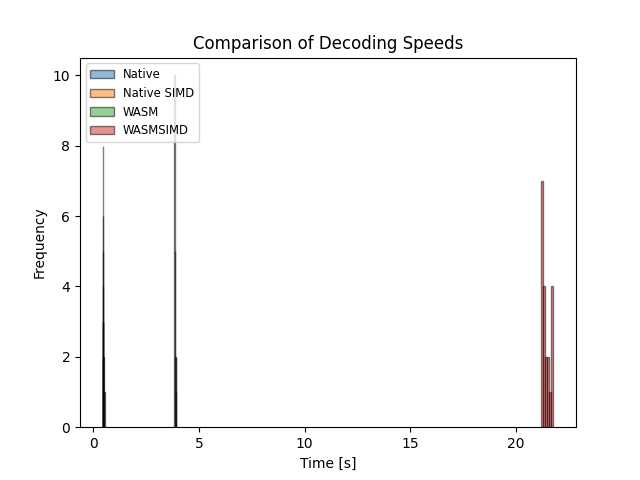 Comparison of Decoding Speeds
Native
Native SIMD
WASM
WASMSIMD
10
8
6
4
2
0
Frequency
0 5 10 15 20
Time [s]